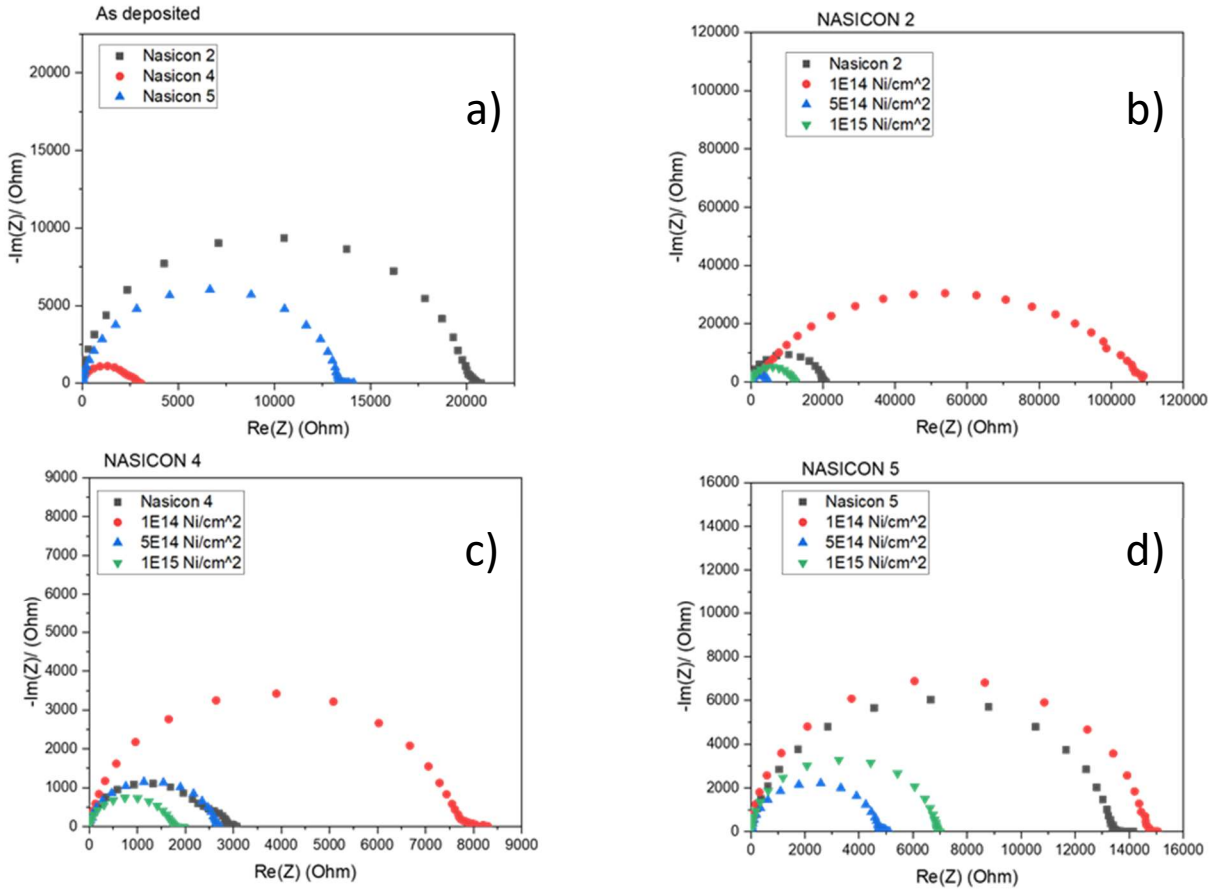 As deposited
Nasicon 2
Nasicon 4
Nasicon 5
a)
20000
15000
10000
5000
0
-Im(Z)/ (Ohm)
0
5000
10000
15000
20000
Re(Z) (Ohm)
NASICON 2
Nasicon 2
1E14 Ni/cm^2
5E14 Ni/cm^2
1E15 Ni/cm^2
b)
120000
100000
80000
60000
40000
20000
0
-Im(Z)/ (Ohm)
0
20000
40000
60000
80000
100000
120000
Re(Z) (Ohm)
NASICON 4
Nasicon 4
1E14 Ni/cm^2
5E14 Ni/cm^2
1E15 Ni/cm^2
c)
9000
8000
7000
6000
5000
4000
3000
2000
1000
0
-Im(Z)/ (Ohm)
0
1000
2000
3000
4000
5000
6000
7000
8000
9000
Re(Z) (Ohm)
NASICON 5
Nasicon 5
1E14 Ni/cm^2
5E14 Ni/cm^2
1E15 Ni/cm^2
d)
16000
14000
12000
10000
8000
6000
4000
2000
0
-Im(Z)/ (Ohm)
0
2000
4000
6000
8000
10000
12000
14000
16000
Re(Z) (Ohm)